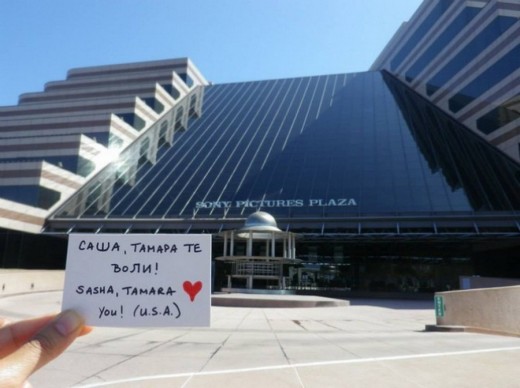 SONY PICTURES PLAZA
САША, ТАМАРА ТЕ
ВОЛИ!
SASHA, TAMARA ♥
YOU! (U.S.A.)